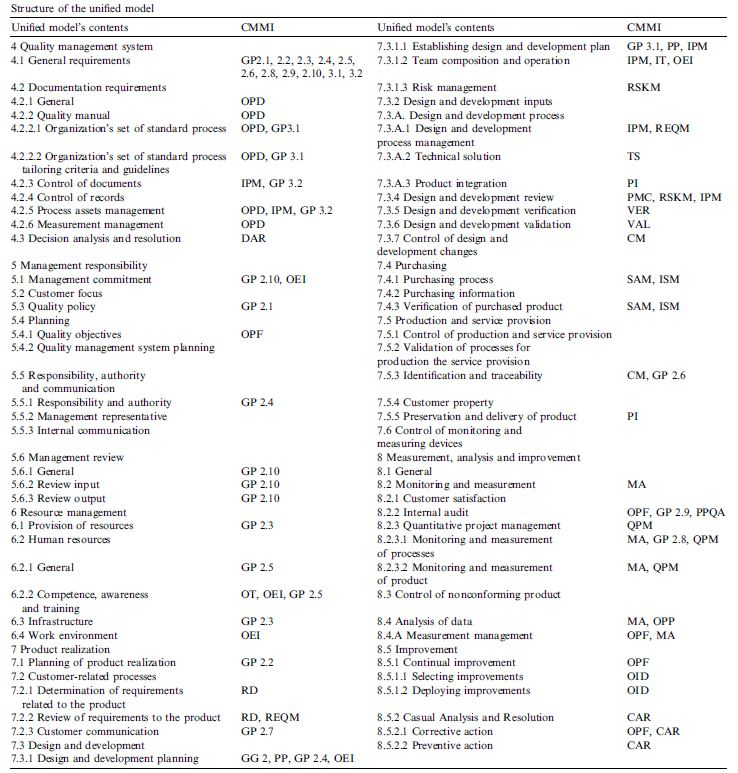 Structure of the unified model
Unified model's contents CMMI
4 Quality management system
4.1 General requirements GP2.1, 2.2, 2.3, 2.4, 2.5,
2.6, 2.8, 2.9, 2.10, 3.1, 3.2
4.2 Documentation requirements
4.2.1 General OPD
4.2.2 Quality manual OPD
4.2.2.1 Organization's set of standard process OPD, GP3.1
4.2.2.2 Organization's set of standard process OPD, GP 3.1
tailoring criteria and guidelines
4.2.3 Control of documents IPM, GP 3.2
4.2.4 Control of records
4.2.5 Process assets management OPD, IPM, GP 3.2
4.2.6 Measurement management OPD
4.3 Decision analysis and resolution DAR
5 Management responsibility
5.1 Management commitment GP 2.10, OEI
5.2 Customer focus
5.3 Quality policy GP 2.1
5.4 Planning
5.4.1 Quality objectives OPF
5.4.2 Quality management system planning
5.5 Responsibility, authority
and communication
5.5.1 Responsibility and authority GP 2.4
5.5.2 Management representative
5.5.3 Internal communication
5.6 Management review
5.6.1 General GP 2.10
5.6.2 Review input GP 2.10
5.6.3 Review output GP 2.10
6 Resource management
6.1 Provision of resources GP 2.3
6.2 Human resources
6.2.1 General GP 2.5
6.2.2 Competence, awareness OT, OEI, GP 2.5
and training
6.3 Infrastructure GP 2.3
6.4 Work environment OEI
7 Product realization
7.1 Planning of product realization GP 2.2
7.2 Customer-related processes
7.2.1 Determination of requirements RD
related to the product
7.2.2 Review of requirements to the product RD, REQM
7.2.3 Customer communication GP 2.7
7.3 Design and development
7.3.1 Design and development planning GG 2, PP, GP 2.4, OEI
Unified model's contents CMMI
7.3.1.1 Establishing design and development plan GP 3.1, PP, IPM
7.3.1.2 Team composition and operation IPM, IT, OEI
7.3.1.3 Risk management RSKM
7.3.2 Design and development inputs
7.3.A. Design and development process
7.3.A.1 Design and development IPM, REQM
process management
7.3.A.2 Technical solution TS
7.3.A.3 Product integration PI
7.3.4 Design and development review PMC, RSKM, IPM
7.3.5 Design and development verification VER
7.3.6 Design and development validation VAL
7.3.7 Control of design and CM
development changes
7.4 Purchasing
7.4.1 Purchasing process SAM, ISM
7.4.2 Purchasing information
7.4.3 Verification of purchased product SAM, ISM
7.5 Production and service provision
7.5.1 Control of production and service provision
7.5.2 Validation of processes for
production the service provision
7.5.3 Identification and traceability CM, GP 2.6
7.5.4 Customer property
7.5.5 Preservation and delivery of product PI
7.6 Control of monitoring and
measuring devices
8 Measurement, analysis and improvement
8.1 General
8.2 Monitoring and measurement MA
8.2.1 Customer satisfaction
8.2.2 Internal audit OPF, GP 2.9, PPQA
8.2.3 Quantitative project management QPM
8.2.3.1 Monitoring and measurement MA, GP 2.8, QPM
of processes
8.2.3.2 Monitoring and measurement MA, QPM
of product
8.3 Control of nonconforming product
8.4 Analysis of data MA, OPP
8.4.A Measurement management OPF, MA
8.5 Improvement
8.5.1 Continual improvement OPF
8.5.1.1 Selecting improvements OID
8.5.1.2 Deploying improvements OID
8.5.2 Casual Analysis and Resolution CAR
8.5.2.1 Corrective action OPF, CAR
8.5.2.2 Preventive action CAR